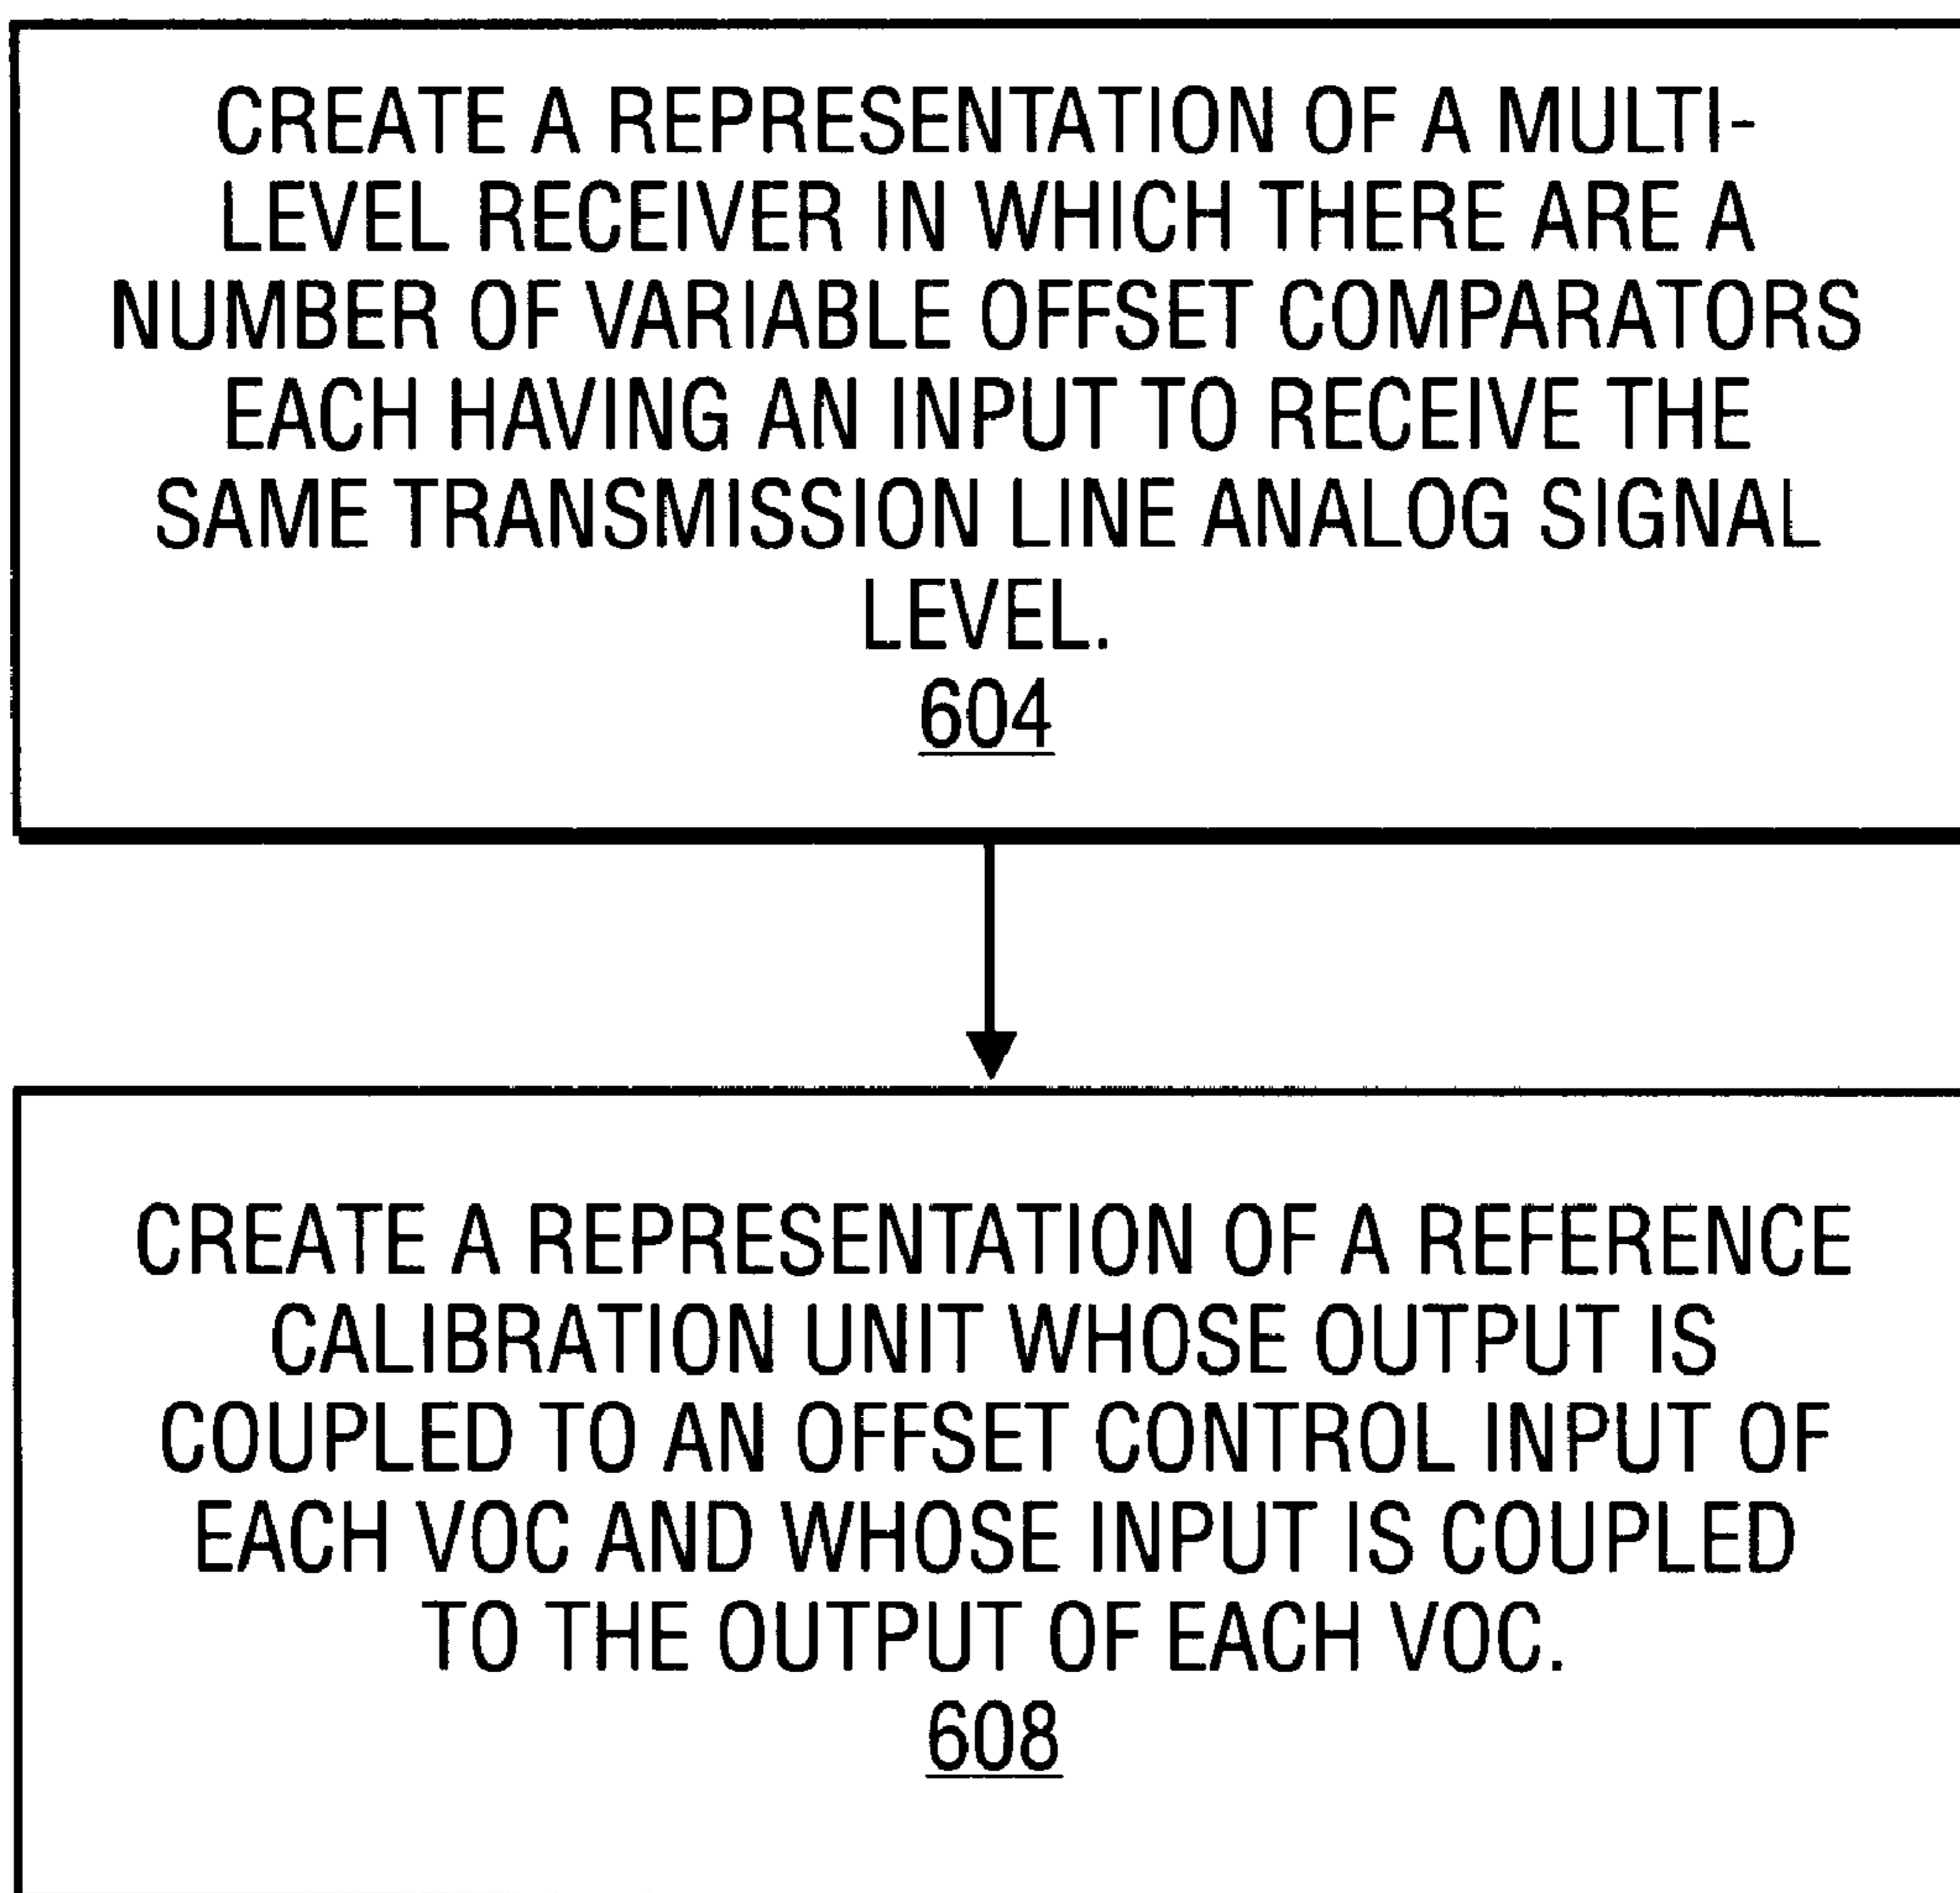 CREATE A REPRESENTATION OF A MULTI-
LEVEL RECEIVER IN WHICH THERE ARE A
NUMBER OF VARIABLE OFFSET COMPARATORS
EACH HAVING AN INPUT TO RECEIVE THE
SAME TRANSMISSION LINE ANALOG SIGNAL
LEVEL.
604
CREATE A REPRESENTATION OF A REFERENCE
CALIBRATION UNIT WHOSE OUTPUT IS
COUPLED TO AN OFFSET CONTROL INPUT OF
EACH VOC AND WHOSE INPUT IS COUPLED
TO THE OUTPUT OF EACH VOC.
608